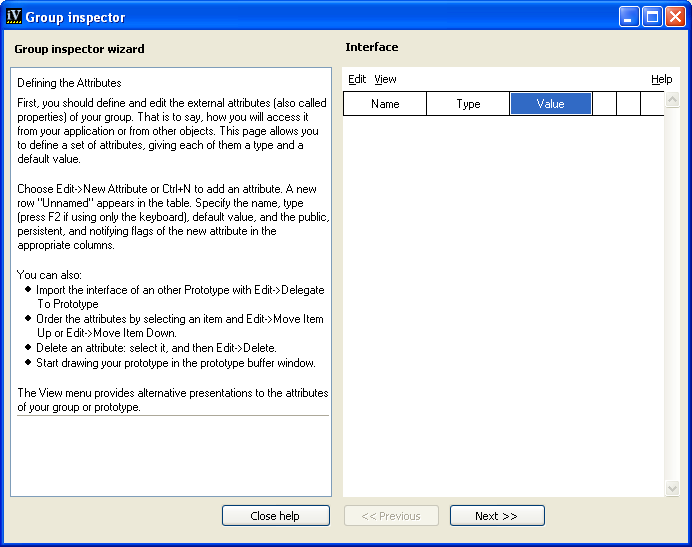 iV Group inspector
Group inspector wizard
Interface
Defining the Attributes
First, you should define and edit the external attributes (also called
properties) of your group. That is to say, how you will access it
from your application or from other objects. This page allows you
to define a set of attributes, giving each of them a type and a
default value.
Choose Edit->New Attribute or Ctrl+N to add an attribute. A new
row "Unnamed" appears in the table. Specify the name, type
(press F2 if using only the keyboard), default value, and the public,
persistent, and notifying flags of the new attribute in the
appropriate columns.
You can also:
Import the interface of an other Prototype with Edit->Delegate
To Prototype
Order the attributes by selecting an item and Edit->Move Item
Up or Edit->Move Item Down.
Delete an attribute: select it, and then Edit->Delete.
Start drawing your prototype in the prototype buffer window.
The View menu provides alternative presentations to the attributes
of your group or prototype.
Edit View Help
Name Type Value
Close help << Previous Next >>